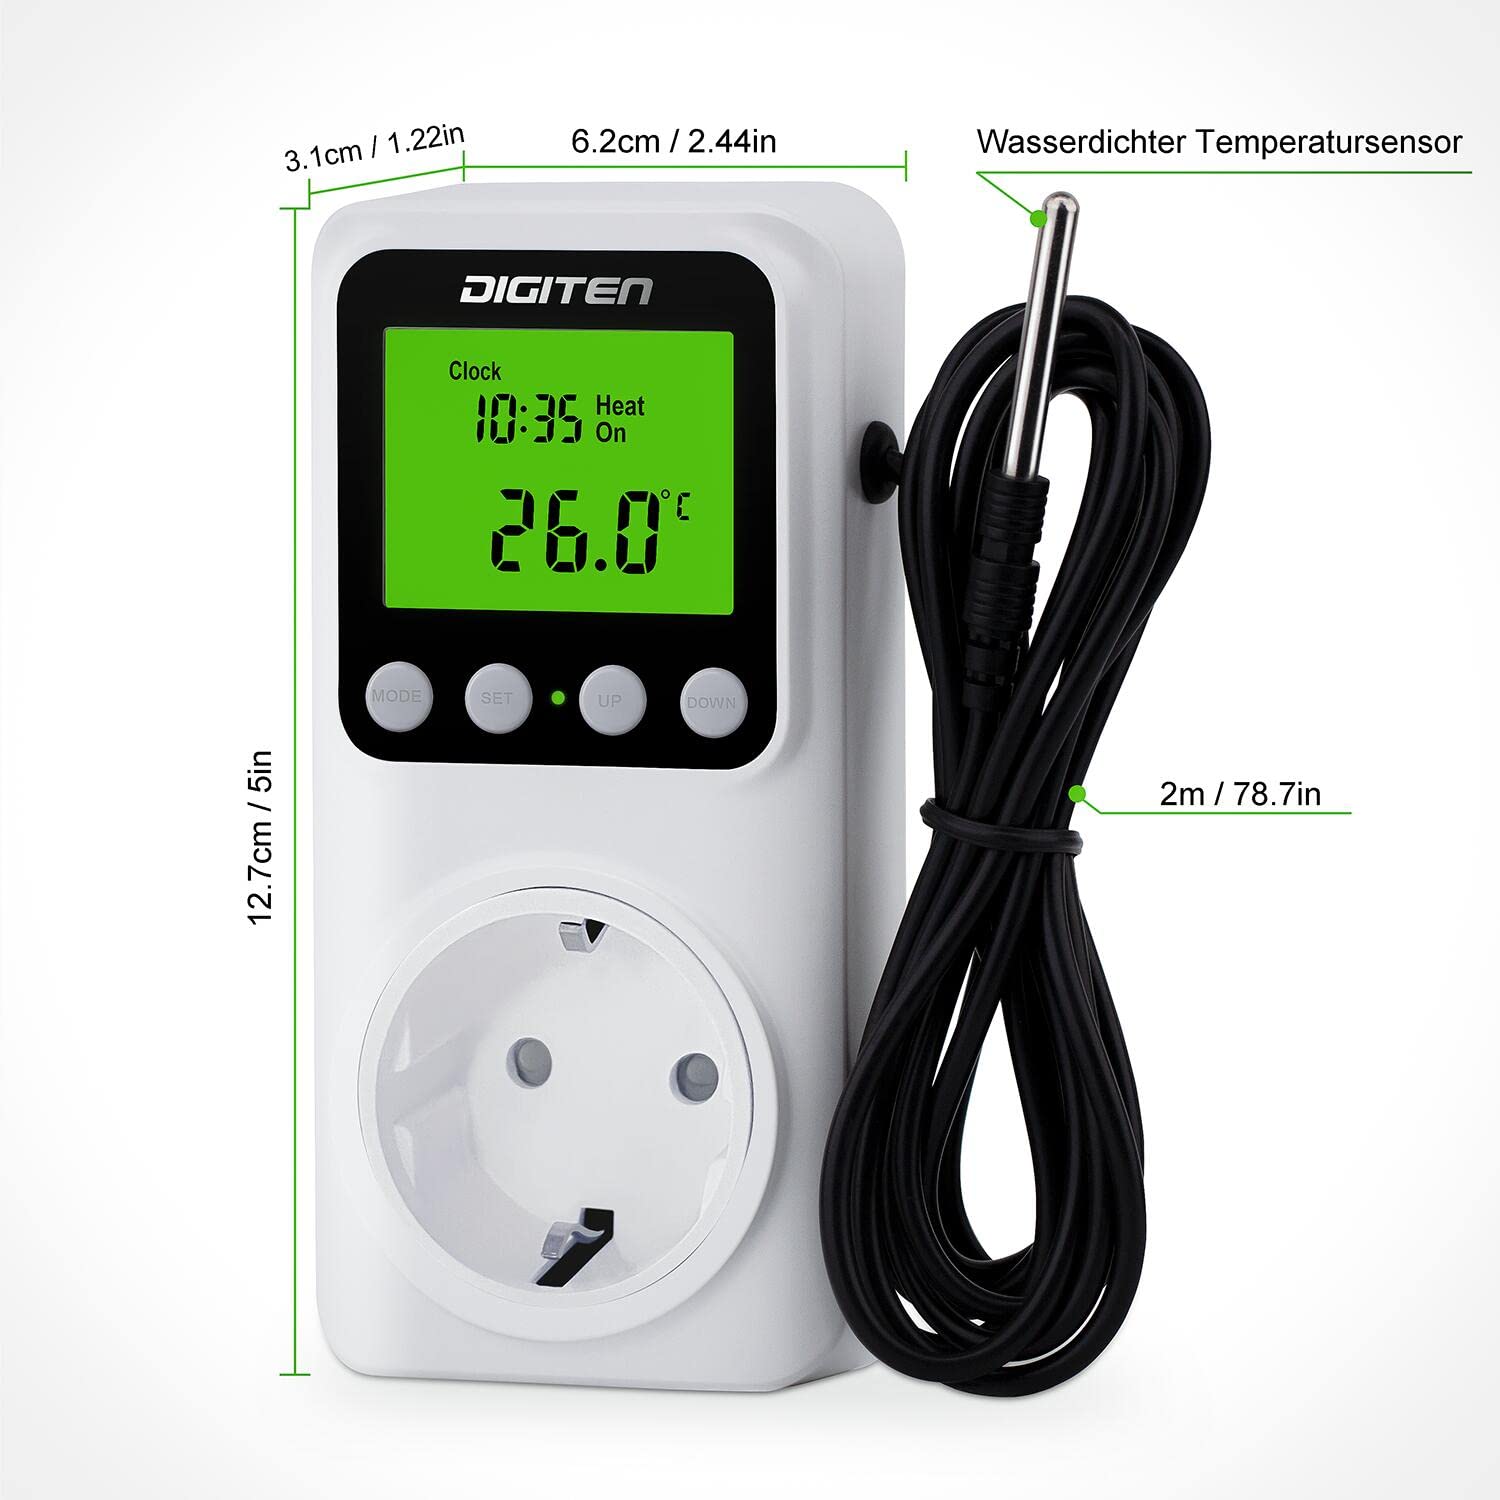 3.1cm / 1.22in
6.2cm / 2.44in
Wasserdichter Temperatursensor
DIGITEN
Clock
10:35 Heat
On
26.0°C
MODE SET UP DOWN
12.7cm / 5in
2m / 78.7in